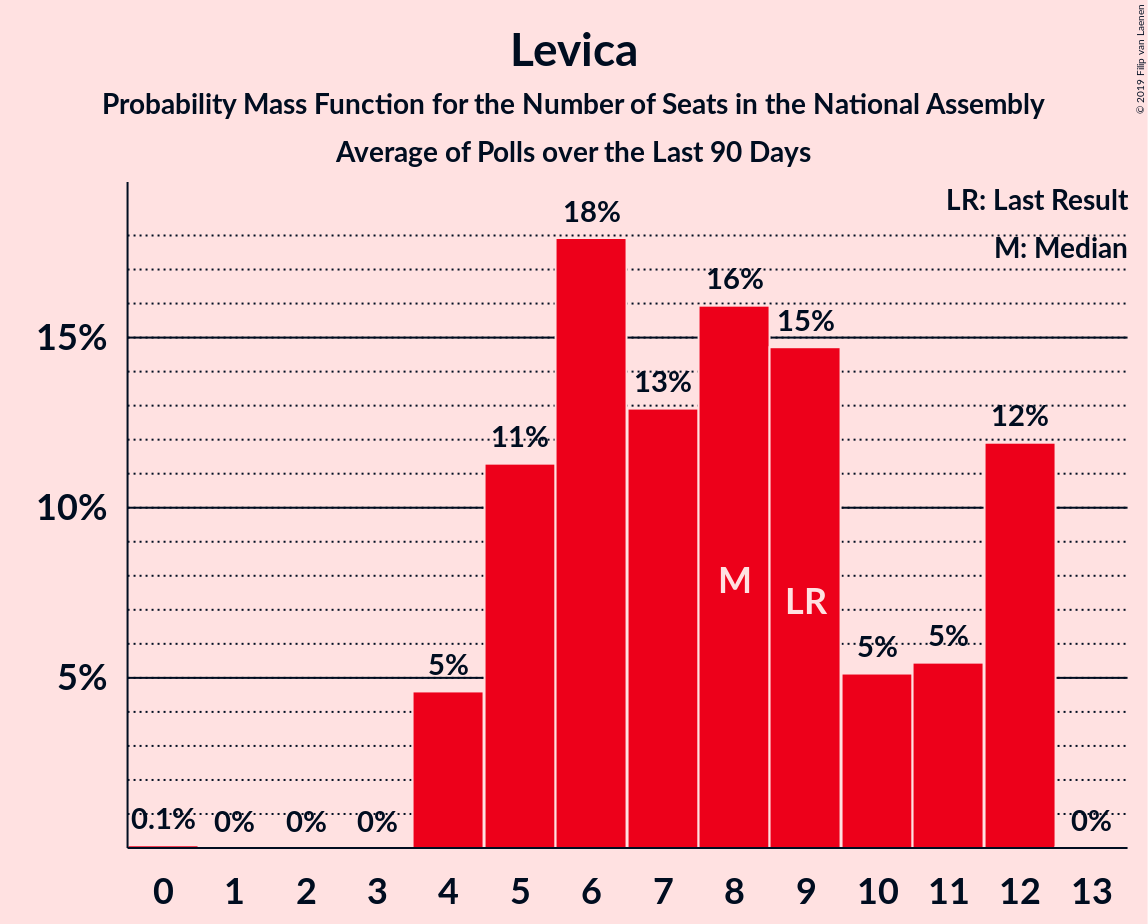 Levica
Probability Mass Function for the Number of Seats in the National Assembly
Average of Polls over the Last 90 Days
© 2019 Filip van Laenen
LR: Last Result
M: Median
18%
16%
15%
15%
13%
12%
11%
10%
M
LR
5%
5%
5%
5%
0.1%
0%
0%
0%
0%
0 1 2 3 4 5 6 7 8 9 10 11 12 13